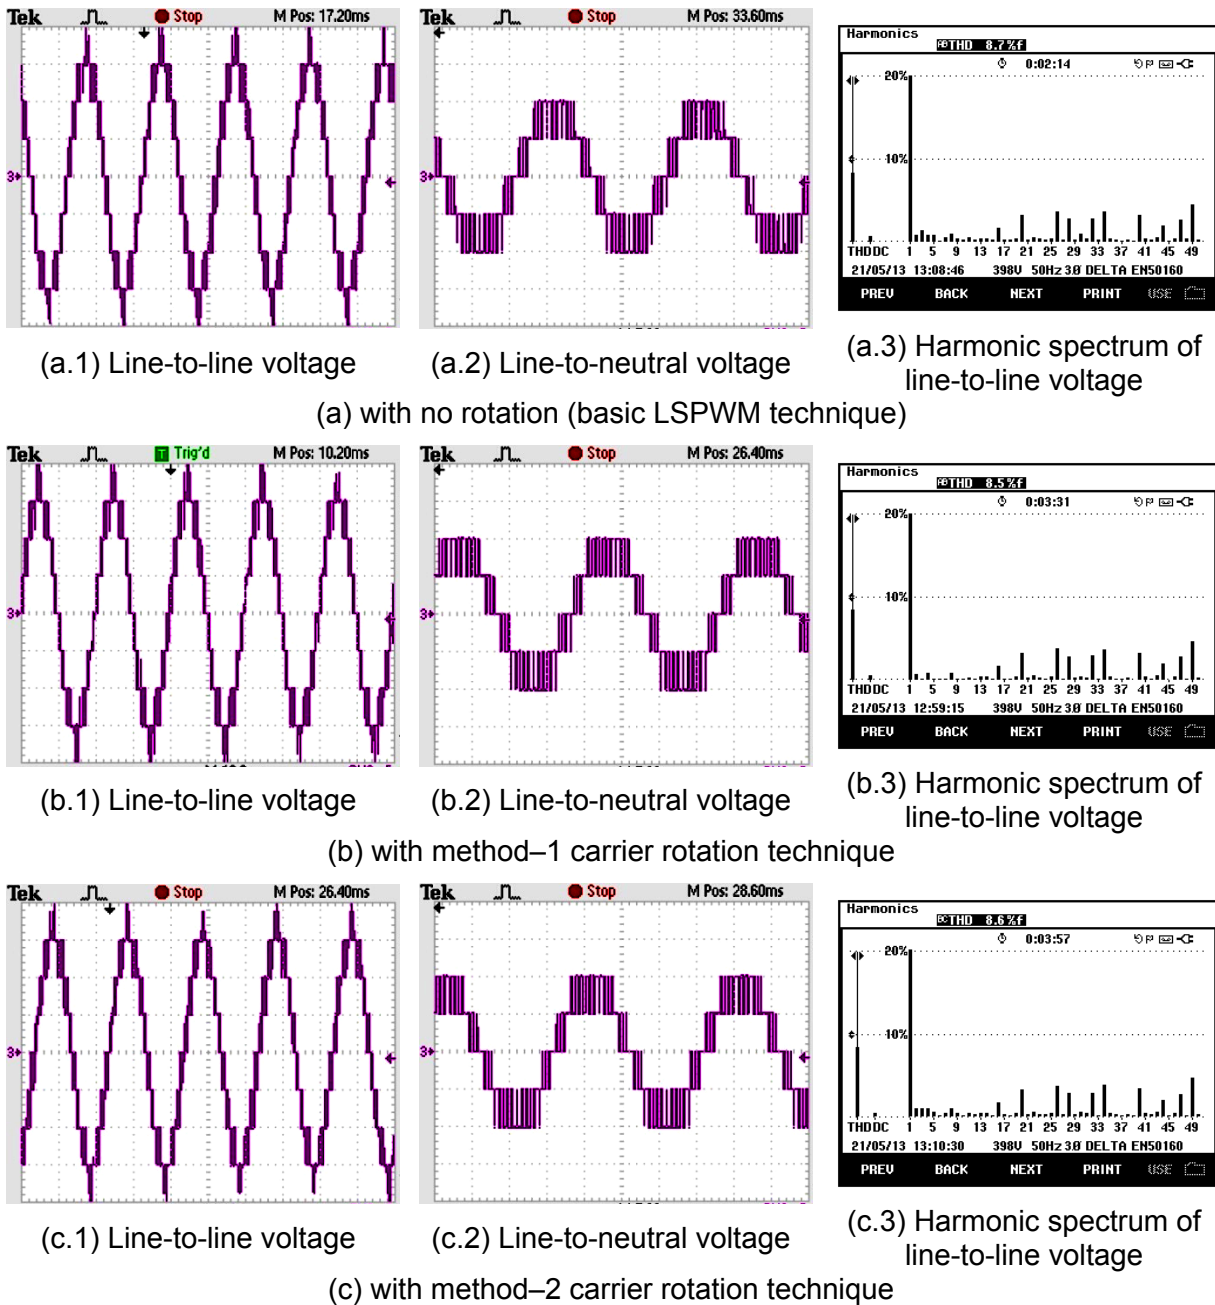 Tek Stop M Pos: 17.20ms
3
Tek Stop M Pos: 33.60ms
3
Harmonics
THD 8.7%f
0:02:14
20%
10%
THDDC 1 5 9 13 17 21 25 29 33 37 41 45 49
21/05/13 13:08:46 398V 50Hz 3Ø DELTA EN50160
PREV BACK NEXT PRINT USE
(a.1) Line-to-line voltage
(a.2) Line-to-neutral voltage
(a.3) Harmonic spectrum of
line-to-line voltage
(a) with no rotation (basic LSPWM technique)
Tek T Trig'd M Pos: 10.20ms
3
Tek Stop M Pos: 26.40ms
3
Harmonics
THD 8.5%f
0:03:31
20%
10%
THDDC 1 5 9 13 17 21 25 29 33 37 41 45 49
21/05/13 12:59:15 398V 50Hz 3Ø DELTA EN50160
PREV BACK NEXT PRINT USE
(b.1) Line-to-line voltage
(b.2) Line-to-neutral voltage
(b.3) Harmonic spectrum of
line-to-line voltage
(b) with method–1 carrier rotation technique
Tek Stop M Pos: 26.40ms
3
Tek Stop M Pos: 28.60ms
3
Harmonics
THD 8.6%f
0:03:57
20%
10%
THDDC 1 5 9 13 17 21 25 29 33 37 41 45 49
21/05/13 13:10:30 398V 50Hz 3Ø DELTA EN50160
PREV BACK NEXT PRINT USE
(c.1) Line-to-line voltage
(c.2) Line-to-neutral voltage
(c.3) Harmonic spectrum of
line-to-line voltage
(c) with method–2 carrier rotation technique